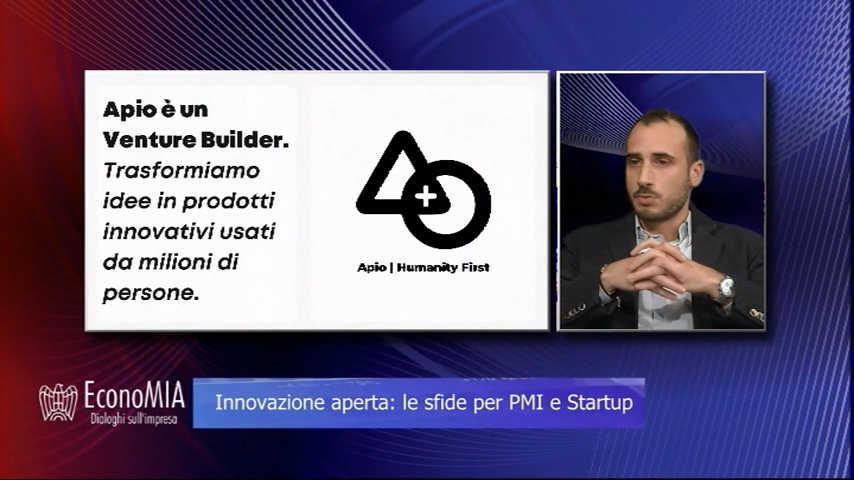 Apio è un
Venture Builder.
Trasformiamo
idee in prodotti
innovativi usati
da milioni di
persone.
Apio | Humanity First
EconoMIA
Dialoghi sull'impresa
Innovazione aperta: le sfide per PMI e Startup